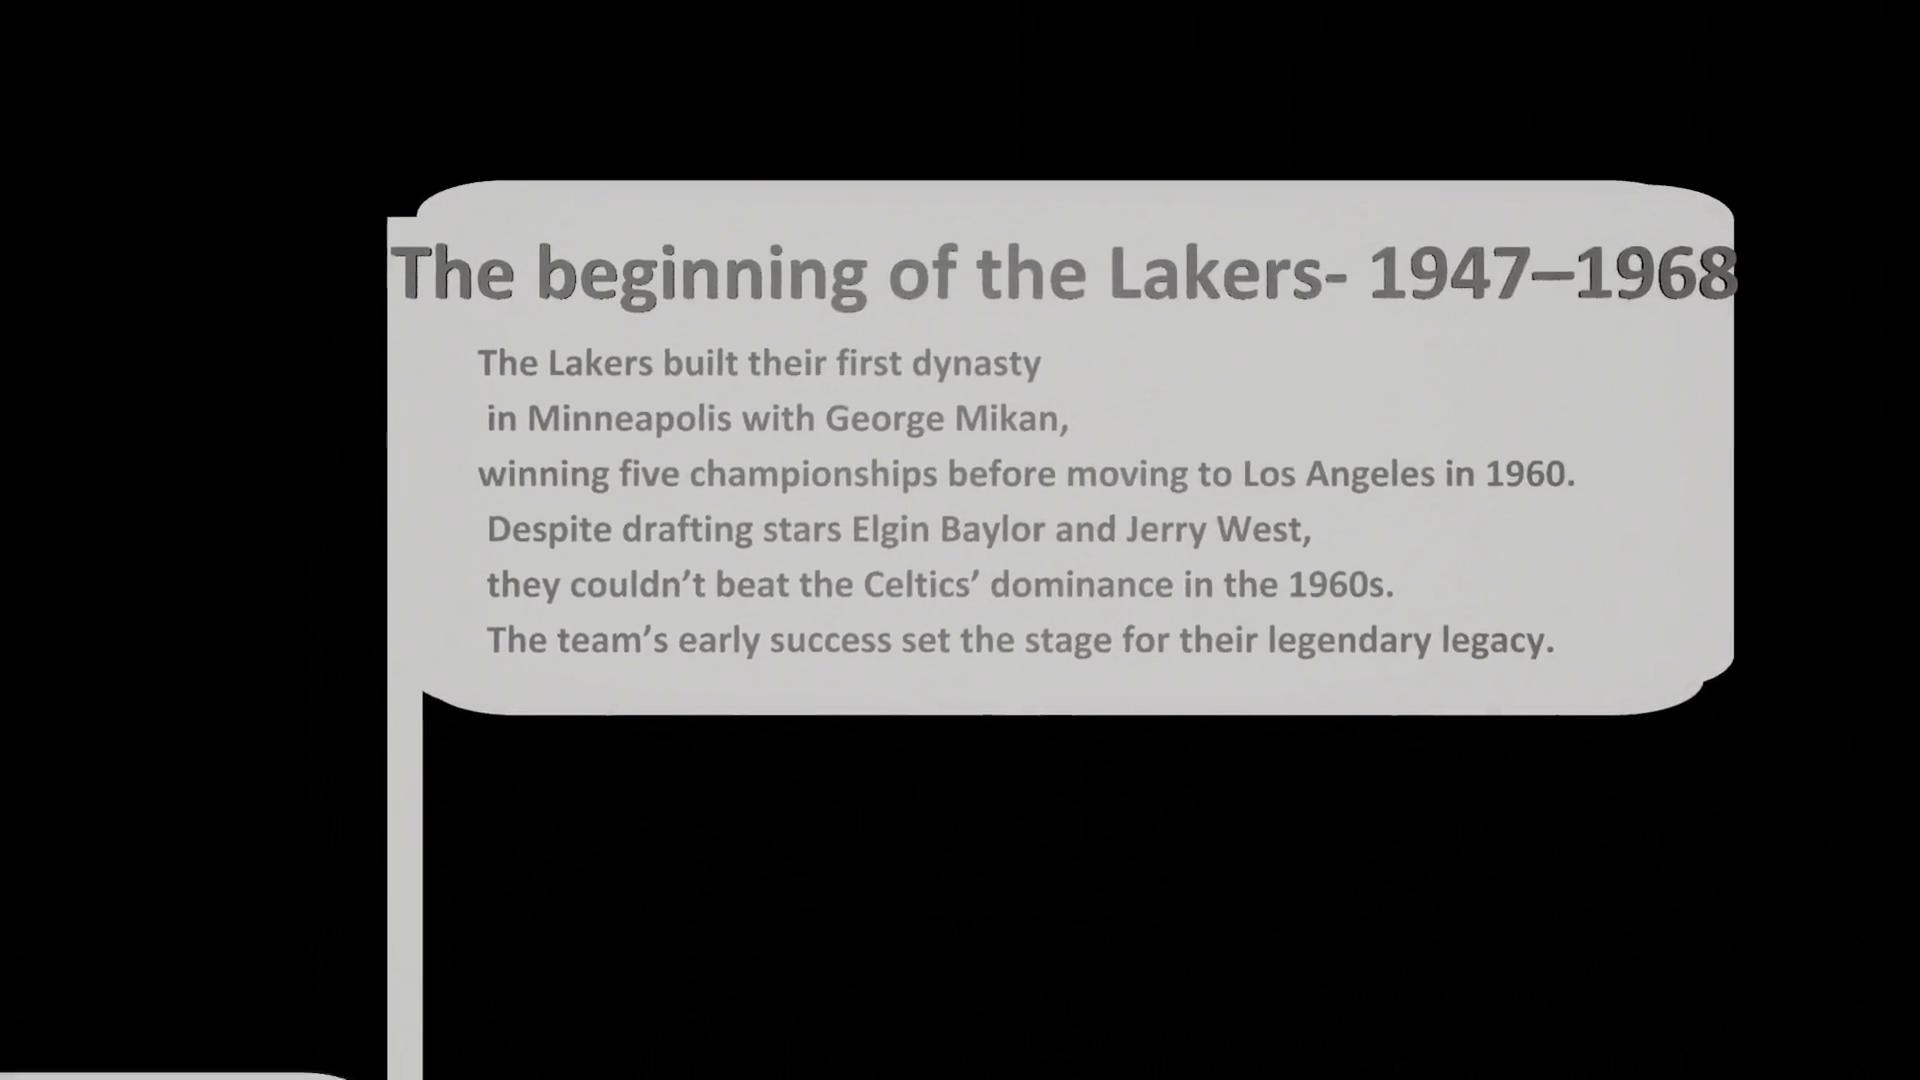 The beginning of the Lakers- 1947–1968
The Lakers built their first dynasty
in Minneapolis with George Mikan,
winning five championships before moving to Los Angeles in 1960.
Despite drafting stars Elgin Baylor and Jerry West,
they couldn’t beat the Celtics’ dominance in the 1960s.
The team’s early success set the stage for their legendary legacy.